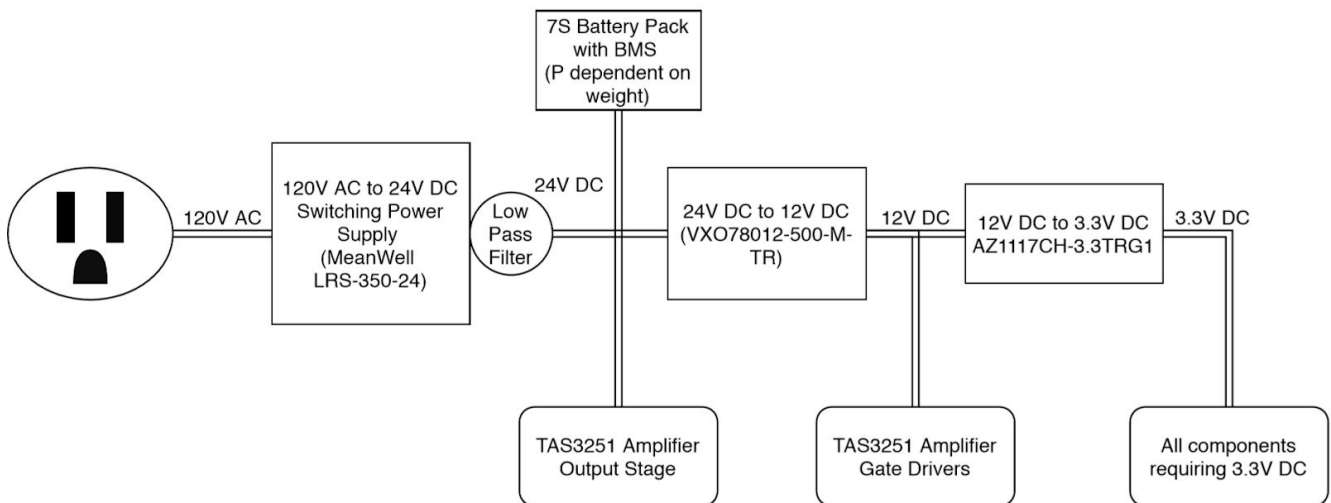 7S Battery Pack
with BMS
(P dependent on
weight)
120V AC
120V AC to 24V DC
Switching Power
Supply
(MeanWell
LRS-350-24)
Low
Pass
Filter
24V DC
24V DC to 12V DC
(VXO78012-500-M-
TR)
12V DC
12V DC to 3.3V DC
AZ1117CH-3.3TRG1
3.3V DC
TAS3251 Amplifier
Output Stage
TAS3251 Amplifier
Gate Drivers
All components
requiring 3.3V DC